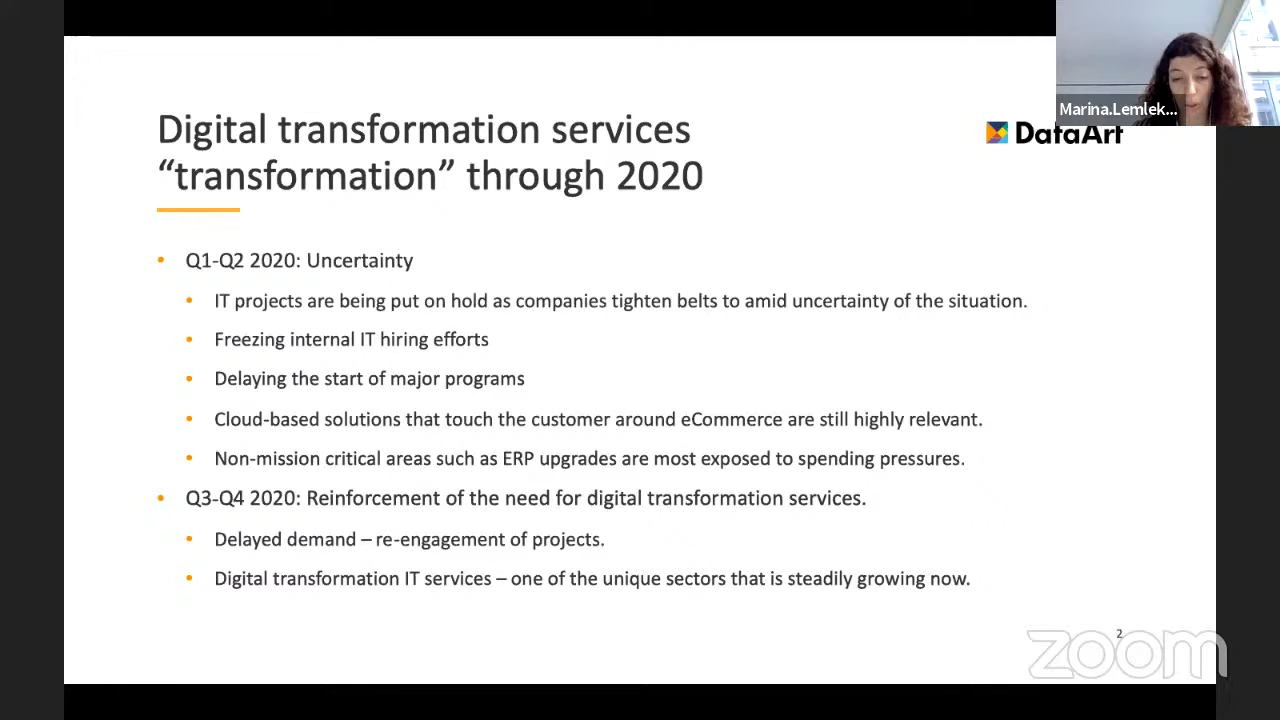 Marina.Lemlek...
DataArt
Digital transformation services
“transformation” through 2020
• Q1-Q2 2020: Uncertainty
• IT projects are being put on hold as companies tighten belts to amid uncertainty of the situation.
• Freezing internal IT hiring efforts
• Delaying the start of major programs
• Cloud-based solutions that touch the customer around eCommerce are still highly relevant.
• Non-mission critical areas such as ERP upgrades are most exposed to spending pressures.
• Q3-Q4 2020: Reinforcement of the need for digital transformation services.
• Delayed demand – re-engagement of projects.
• Digital transformation IT services – one of the unique sectors that is steadily growing now.
2
zoom